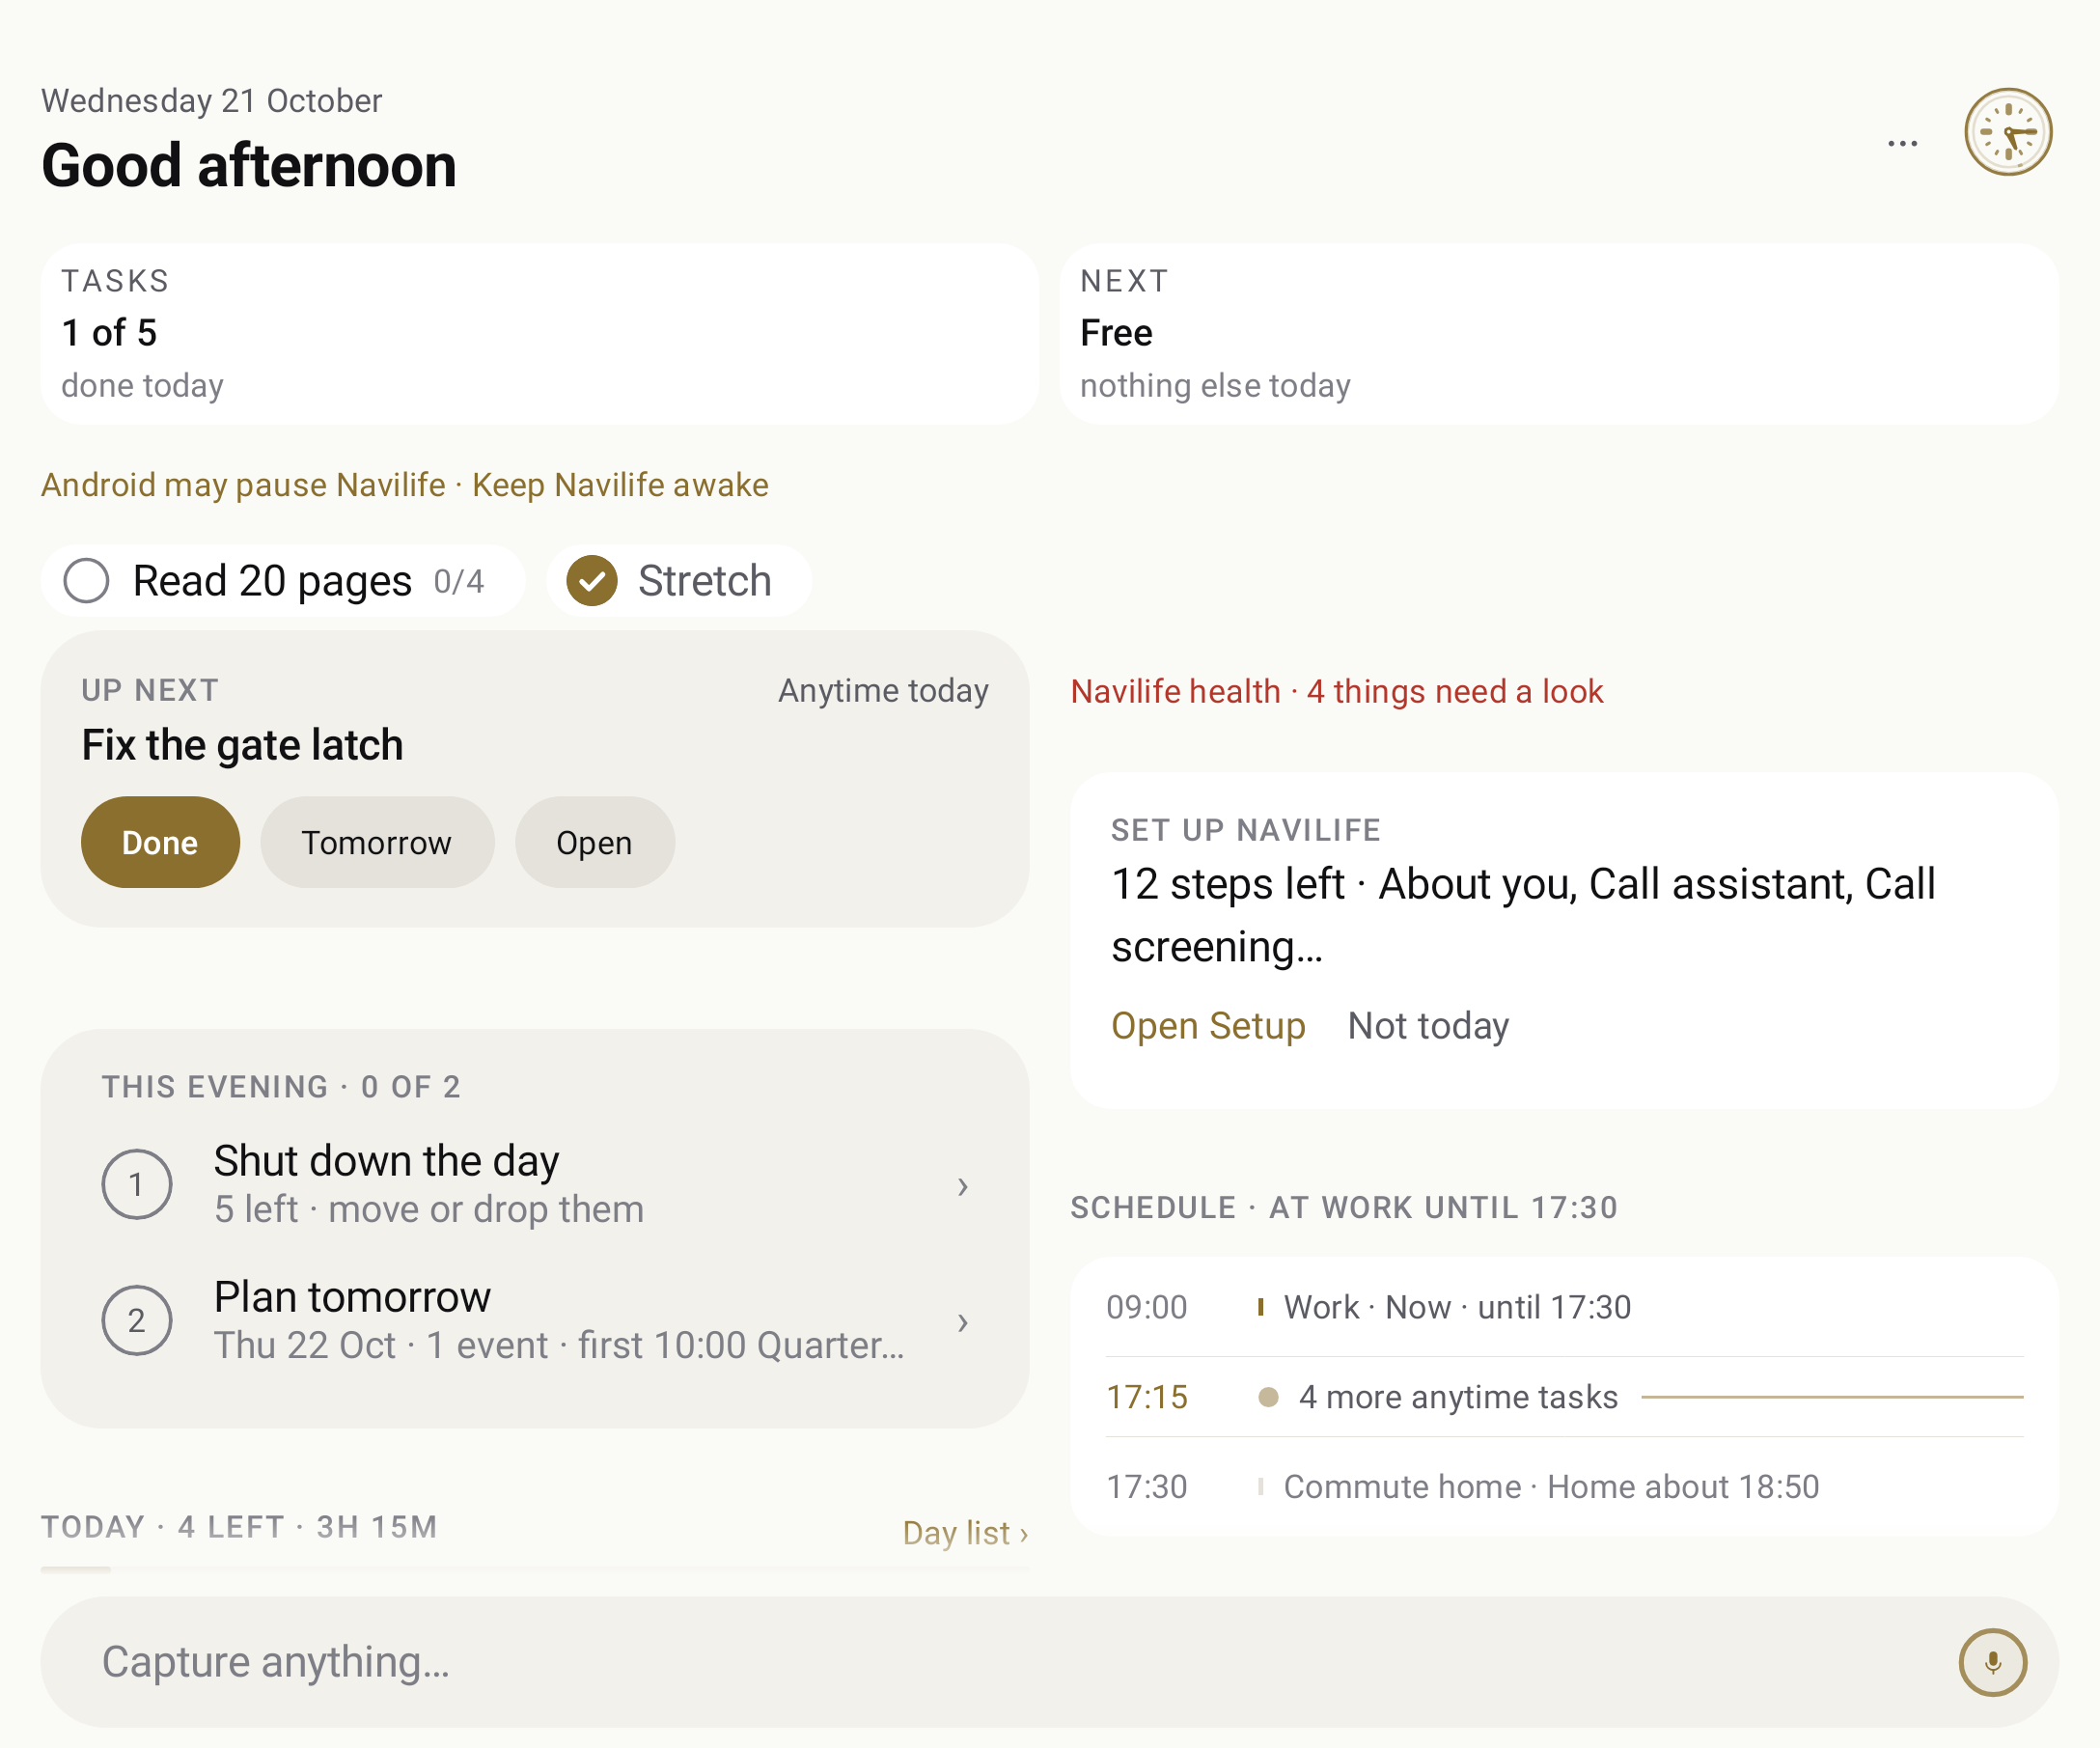 Wednesday 21 October
Good afternoon
...
TASKS
1 of 5
done today
NEXT
Free
nothing else today
Android may pause Navilife · Keep Navilife awake
Read 20 pages 0/4
Stretch
UP NEXT
Anytime today
Fix the gate latch
Done
Tomorrow
Open
THIS EVENING · 0 OF 2
1
Shut down the day
5 left · move or drop them
›
2
Plan tomorrow
Thu 22 Oct · 1 event · first 10:00 Quarter...
›
TODAY · 4 LEFT · 3H 15M
Day list ›
Navilife health · 4 things need a look
SET UP NAVILIFE
12 steps left · About you, Call assistant, Call
screening...
Open Setup
Not today
SCHEDULE · AT WORK UNTIL 17:30
09:00 Work · Now · until 17:30
17:15 4 more anytime tasks
17:30 Commute home · Home about 18:50
Capture anything...